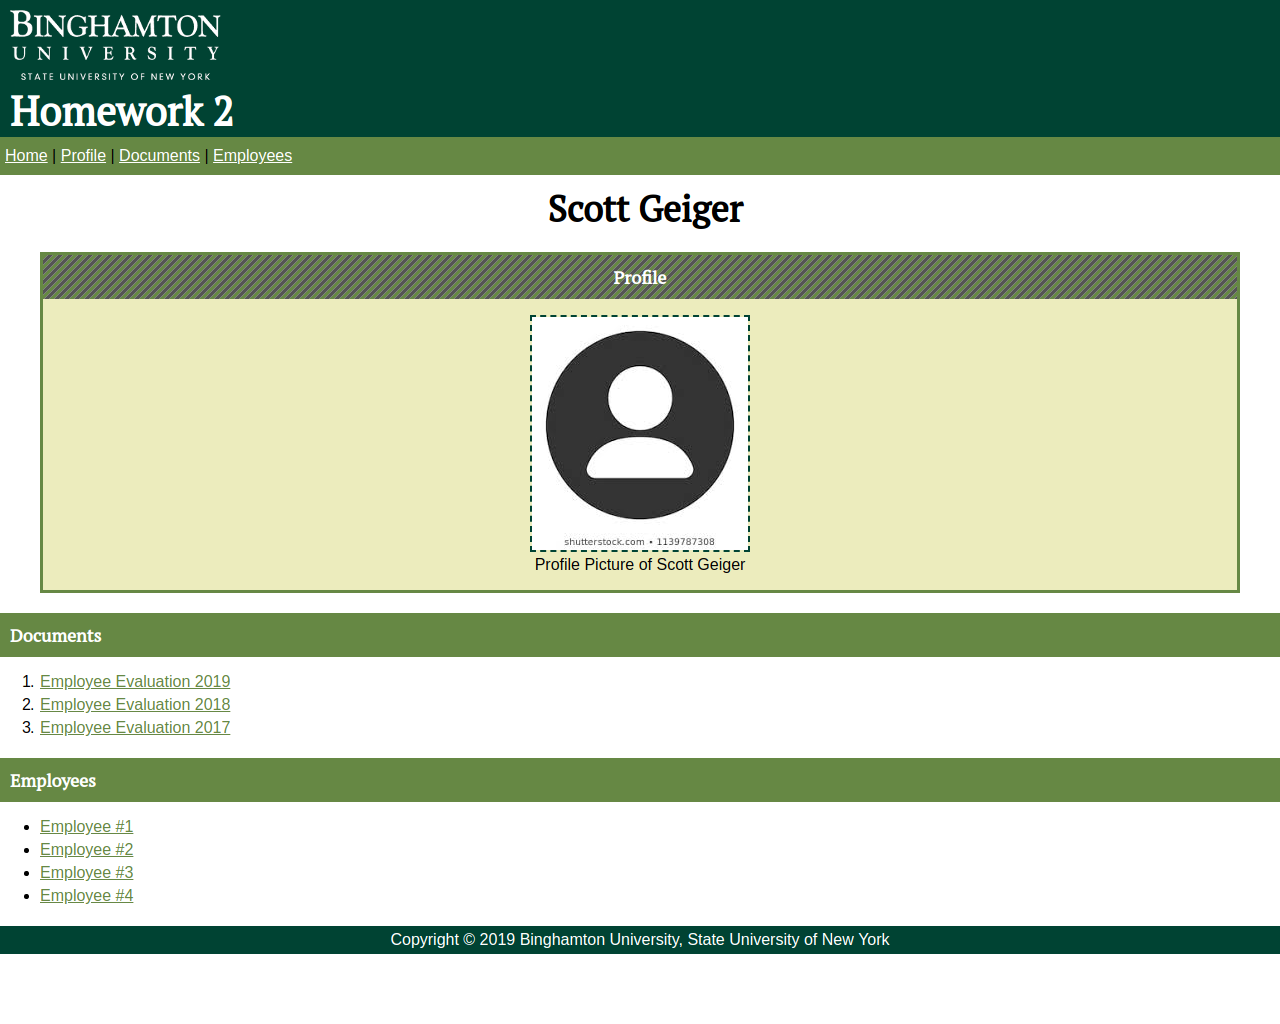 BINGHAMTON
UNIVERSITY
STATE UNIVERSITY OF NEW YORK
Homework 2
Home | Profile | Documents | Employees
Scott Geiger
Profile
shutterstock.com • 1139787308
Profile Picture of Scott Geiger
Documents
1. Employee Evaluation 2019
2. Employee Evaluation 2018
3. Employee Evaluation 2017
Employees
• Employee #1
• Employee #2
• Employee #3
• Employee #4
Copyright © 2019 Binghamton University, State University of New York